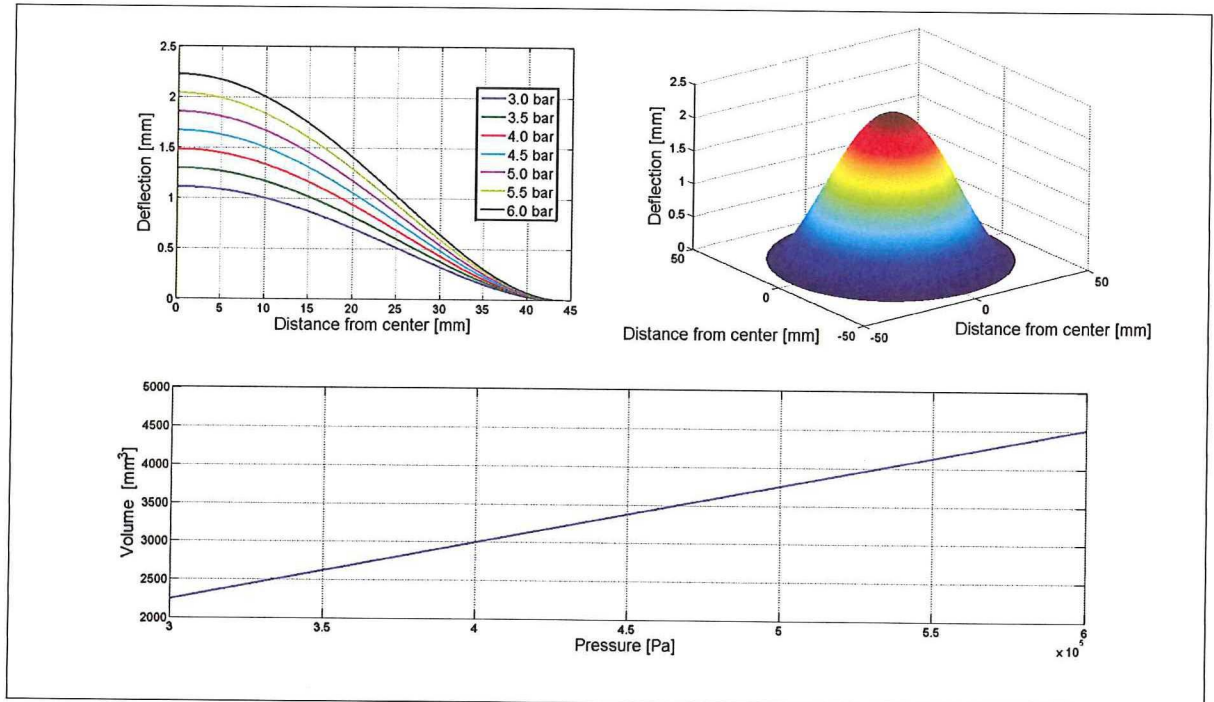 2.5
2
1.5
1
0.5
0
Deflection [mm]
0 5 10 15 20 25 30 35 40 45
Distance from center [mm]
3.0 bar
3.5 bar
4.0 bar
4.5 bar
5.0 bar
5.5 bar
6.0 bar
2.5
2
1.5
1
0.5
0
Deflection [mm]
50
0
-50
Distance from center [mm]
-50
0
50
Distance from center [mm]
5000
4500
4000
3500
3000
2500
2000
Volume [mm³]
3 3.5 4 4.5 5 5.5 6
Pressure [Pa]
x 10⁵